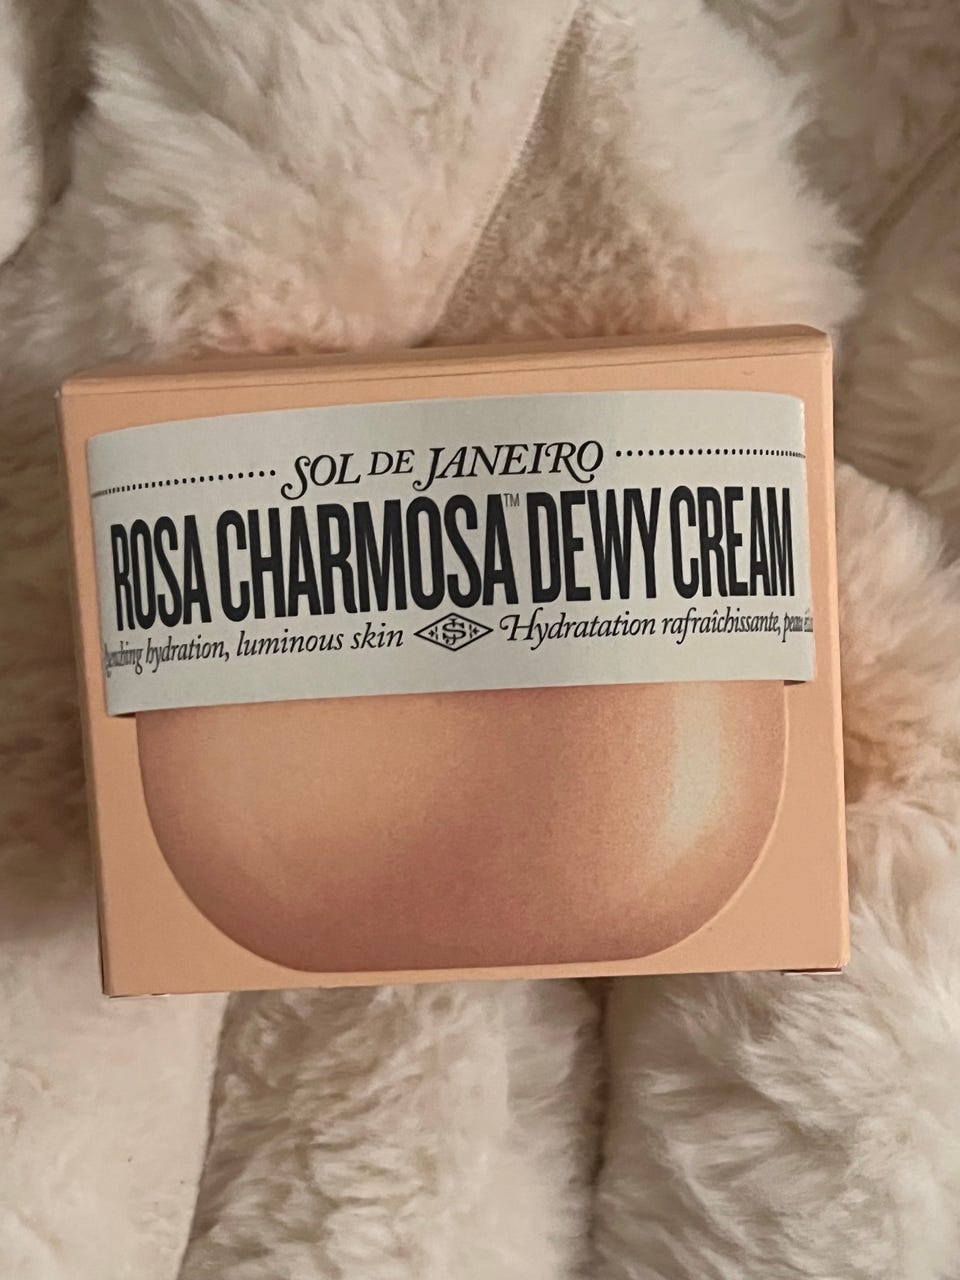 SOL DE JANEIRO
ROSA CHARMOSA™ DEWY CREAM
hydration, luminous skin Hydratation rafraîchissante,